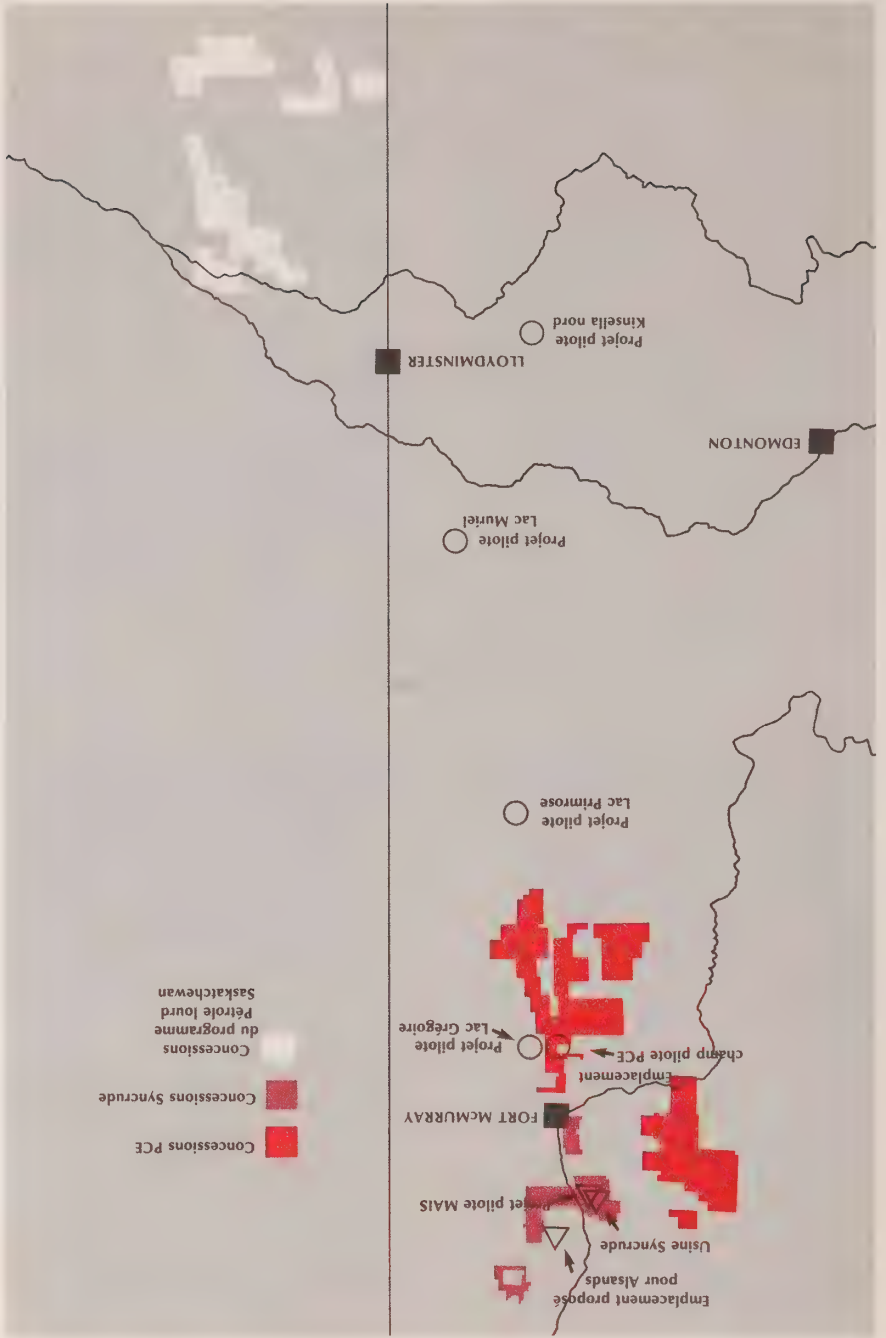 Emplacement proposé
pour Alsands
Usine Syncrude
Projet pilote MAIS
FORT McMURRAY
Emplacement
champ pilote PCE
Projet pilote
Lac Grégoire
Concessions PCE
Concessions Syncrude
Concessions
du programme
Pétrole lourd
Saskatchewan
Projet pilote
Lac Primrose
Projet pilote
Lac Muriel
EDMONTON
LLOYDMINSTER
Projet pilote
Kinsella nord